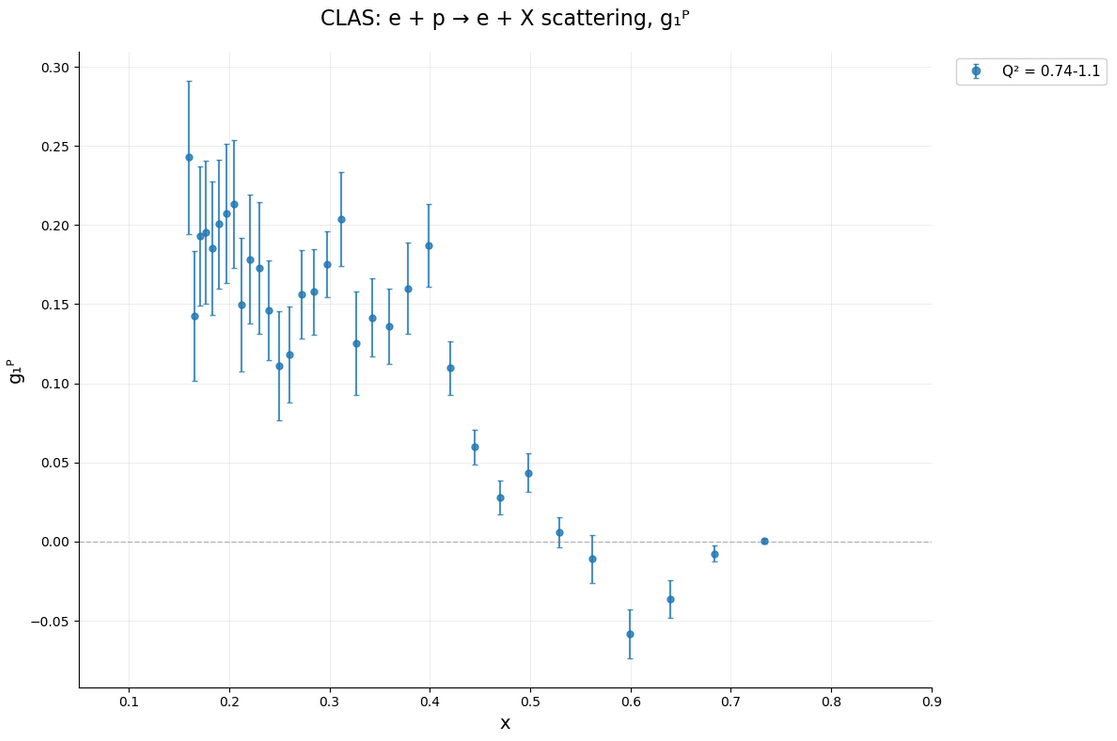 CLAS: e + p → e + X scattering, g₁ᴾ
Q² = 0.74-1.1
g₁ᴾ
0.30
0.25
0.20
0.15
0.10
0.05
0.00
−0.05
0.1 0.2 0.3 0.4 0.5 0.6 0.7 0.8 0.9
x